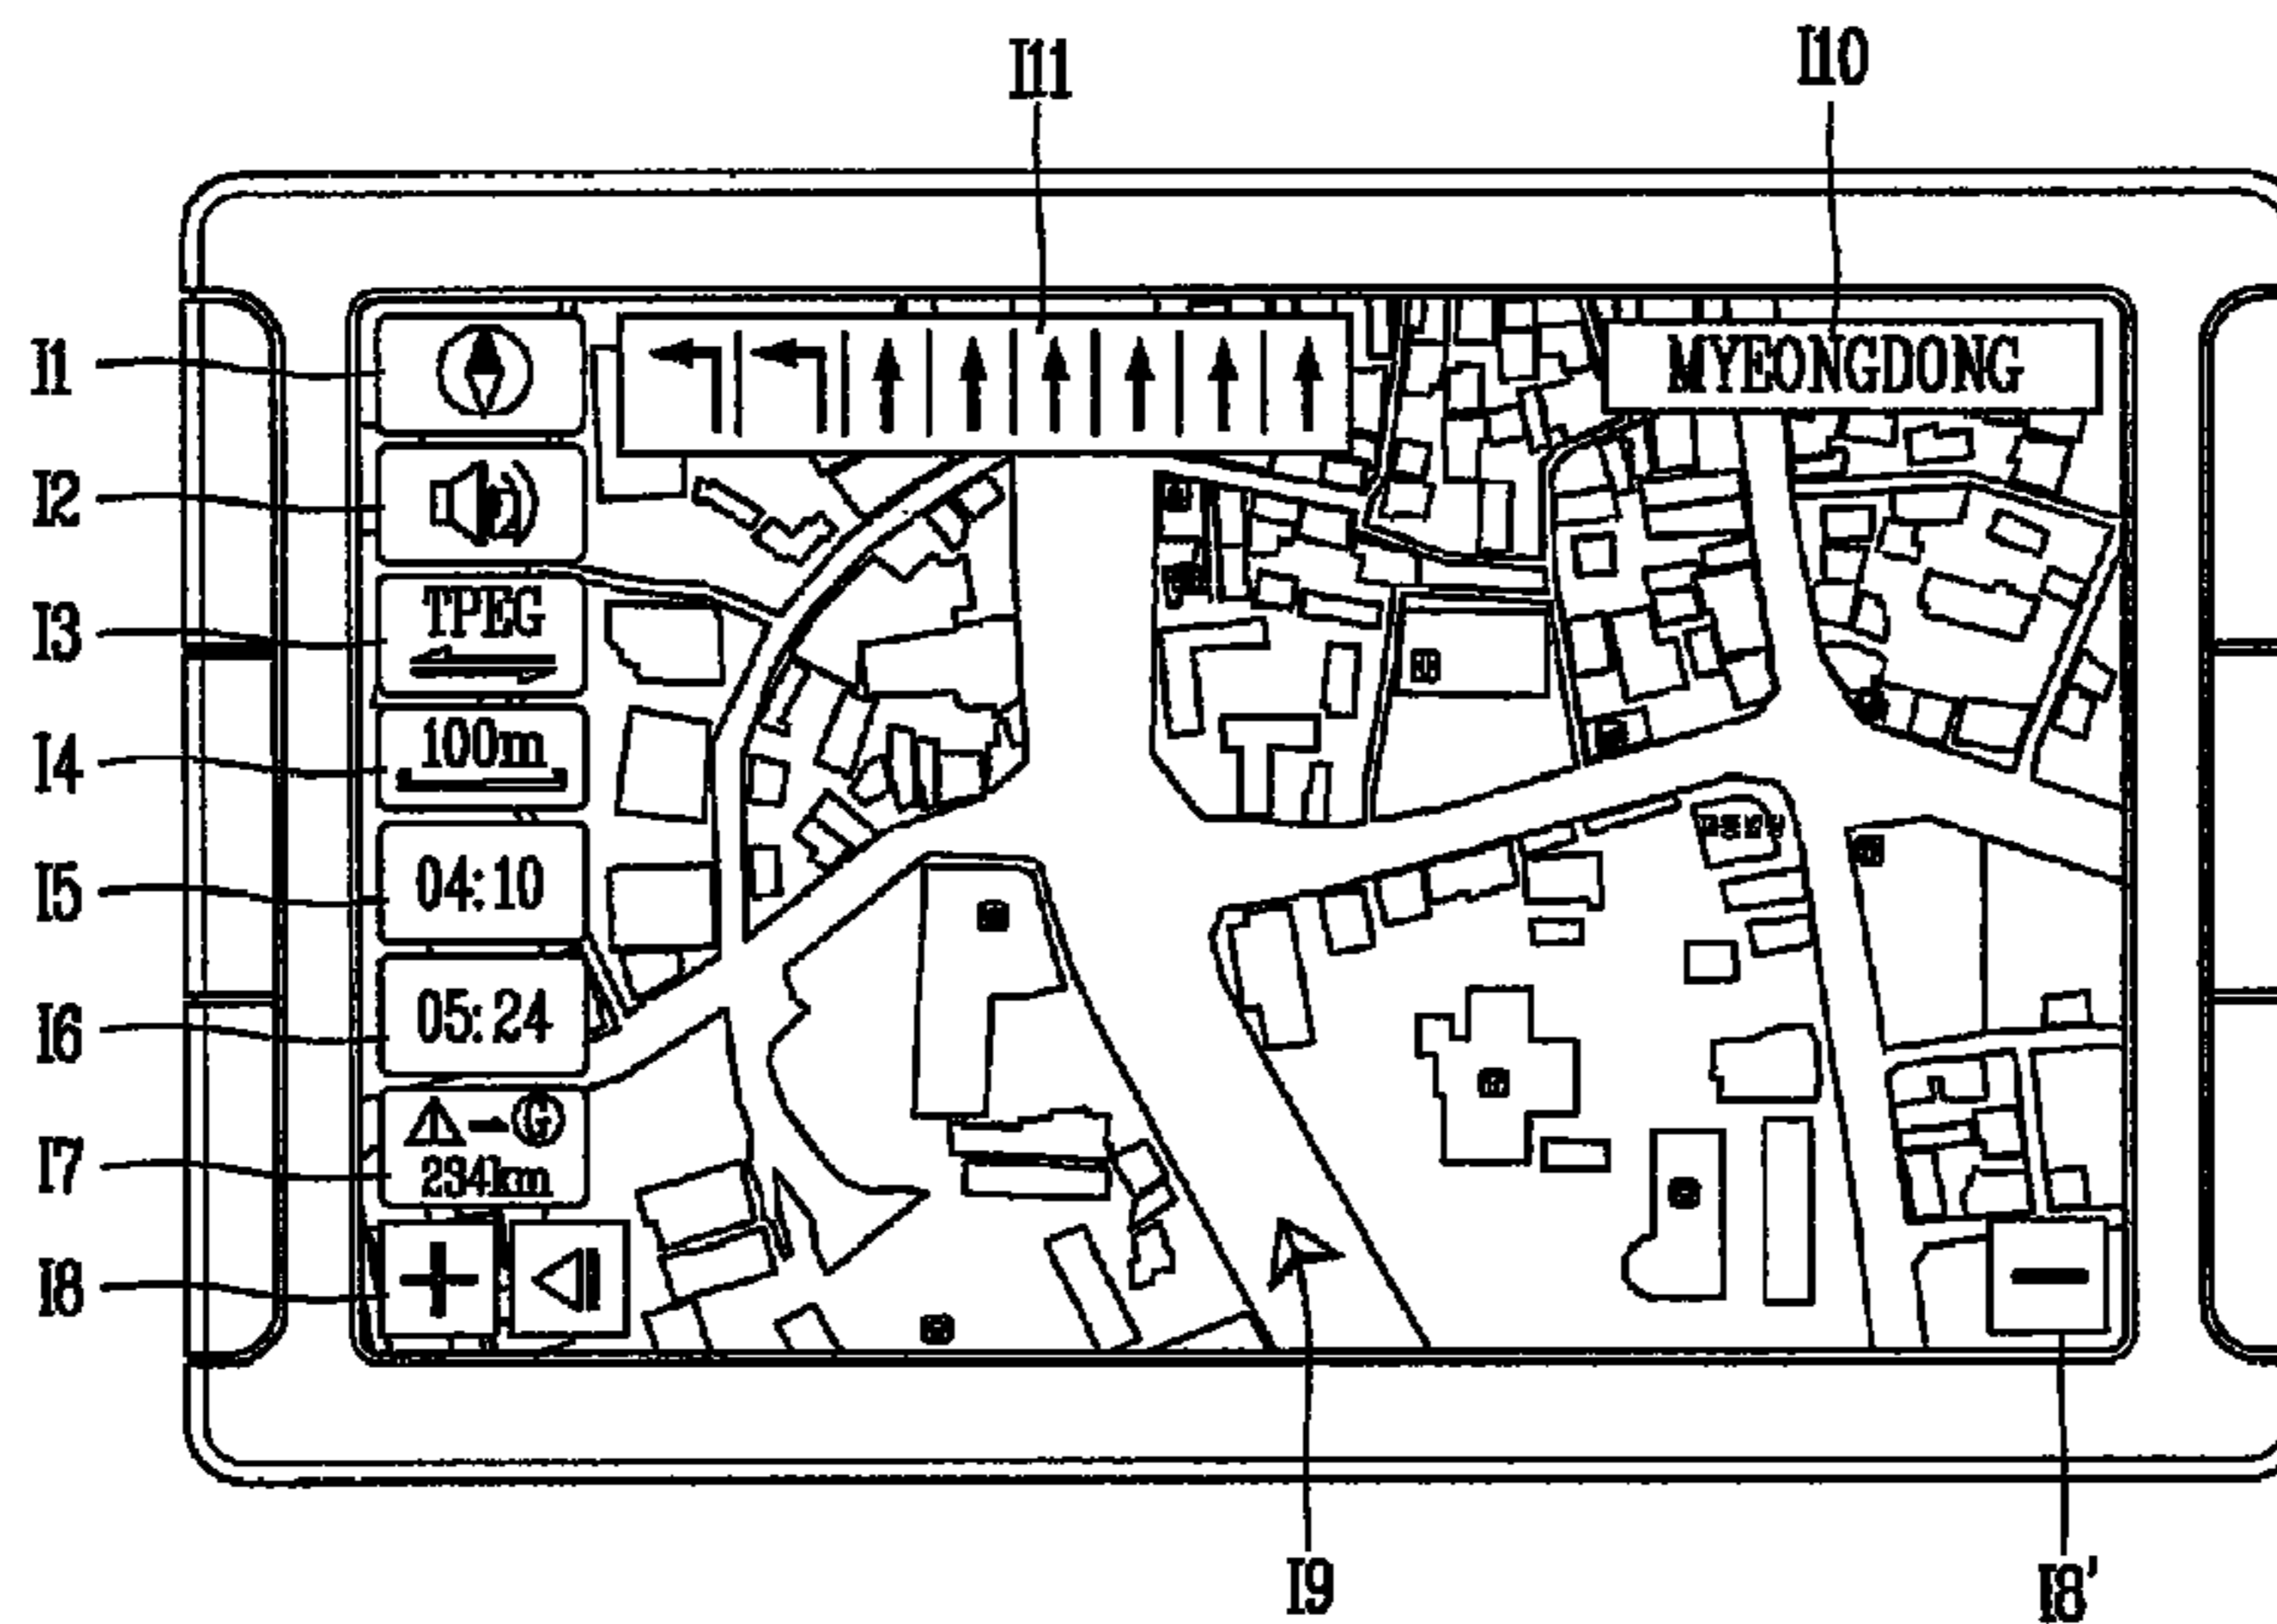 I11
I10
I1
MYEONGDONG
I2
I3
TPEG
I4
100m
I5
04:10
I6
05:24
I7
G
234km
I8
I9
I8'